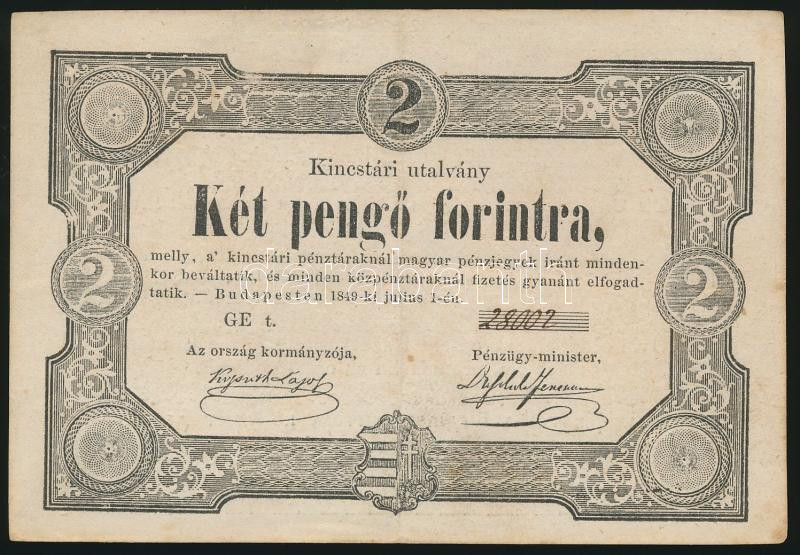 2
Kincstári utalvány
Két pengő forintra,
melly, a' kincstári pénztáraknál magyar pénzjegyek iránt minden-
kor beváltatik, és minden közpénztáraknál fizetés gyanánt elfogad-
tatik. — Budapesten 1849-ki julius 1-én.
2 2
GE t. 28002
Az ország kormányzója, Pénzügy-minister,
Kossuth Lajos
darabanth